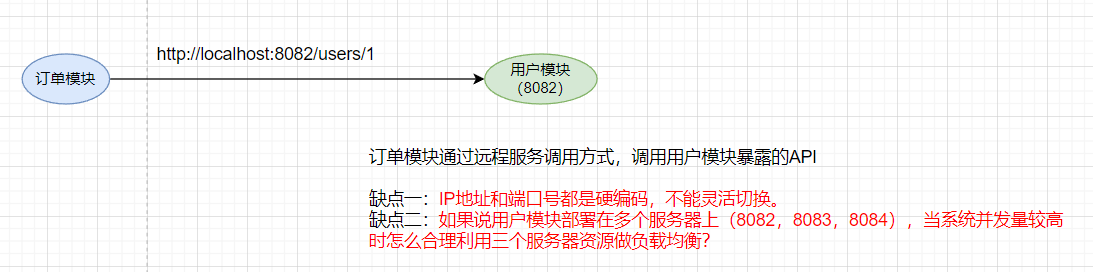 http://localhost:8082/users/1
订单模块
用户模块
（8082）
订单模块通过远程服务调用方式，调用用户模块暴露的API
缺点一：IP地址和端口号都是硬编码，不能灵活切换。
缺点二：如果说用户模块部署在多个服务器上（8082，8083，8084），当系统并发量较高
时怎么合理利用三个服务器资源做负载均衡？